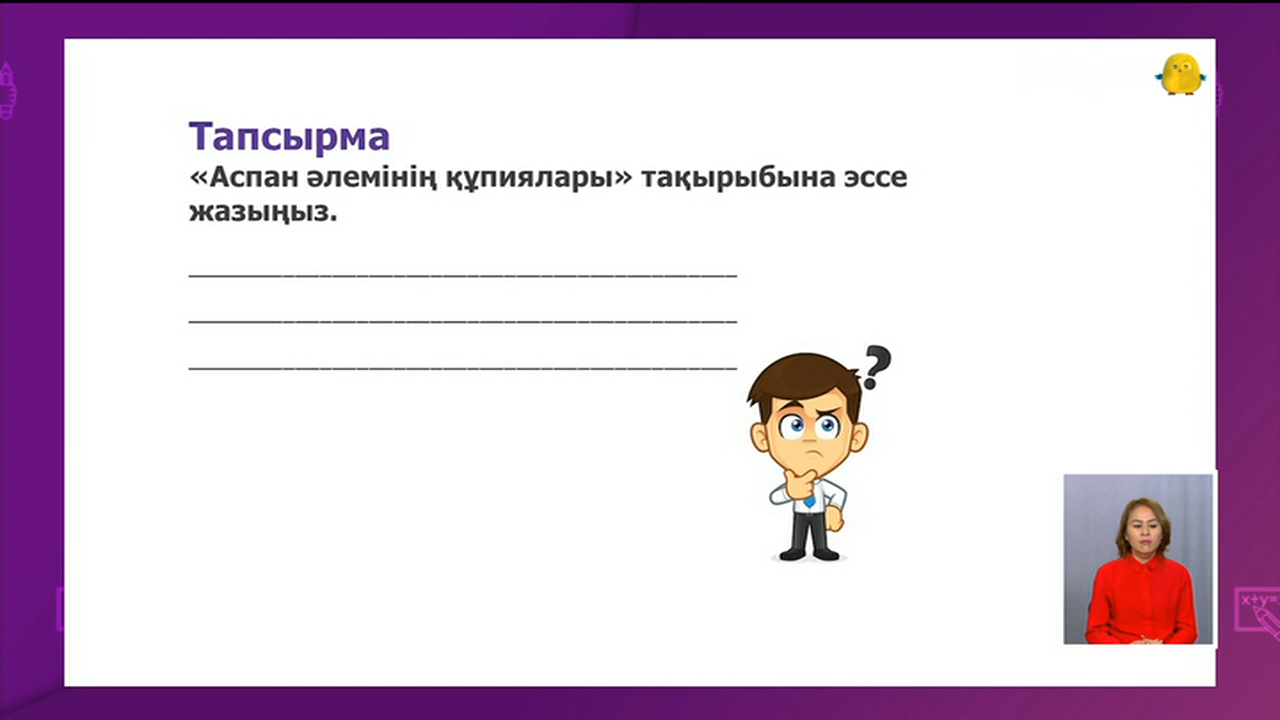 Тапсырма
«Аспан әлемінің құпиялары» тақырыбына эссе
жазыңыз.
?
x+y=